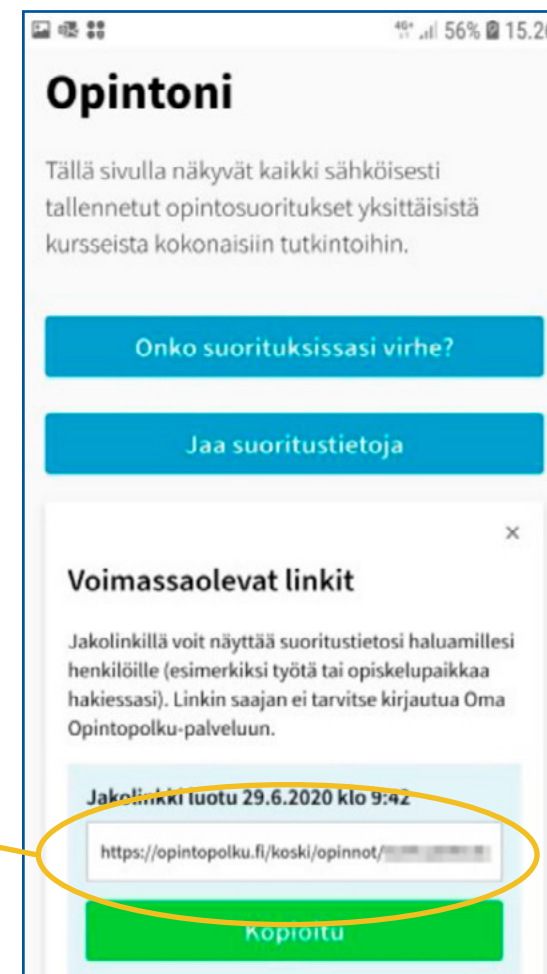 4G+ 56% 15.20
Opintoni
Tällä sivulla näkyvät kaikki sähköisesti
tallennetut opintosuoritukset yksittäisistä
kursseista kokonaisiin tutkintoihin.
Onko suorituksissasi virhe?
Jaa suoritustietoja
×
Voimassaolevat linkit
Jakolinkillä voit näyttää suoritustietosi haluamillesi
henkilöille (esimerkiksi työtä tai opiskelupaikkaa
hakiessasi). Linkin saajan ei tarvitse kirjautua Oma
Opintopolku-palveluun.
Jakolinkki luotu 29.6.2020 klo 9:42
https://opintopolku.fi/koski/opinnot/
Kopioitu